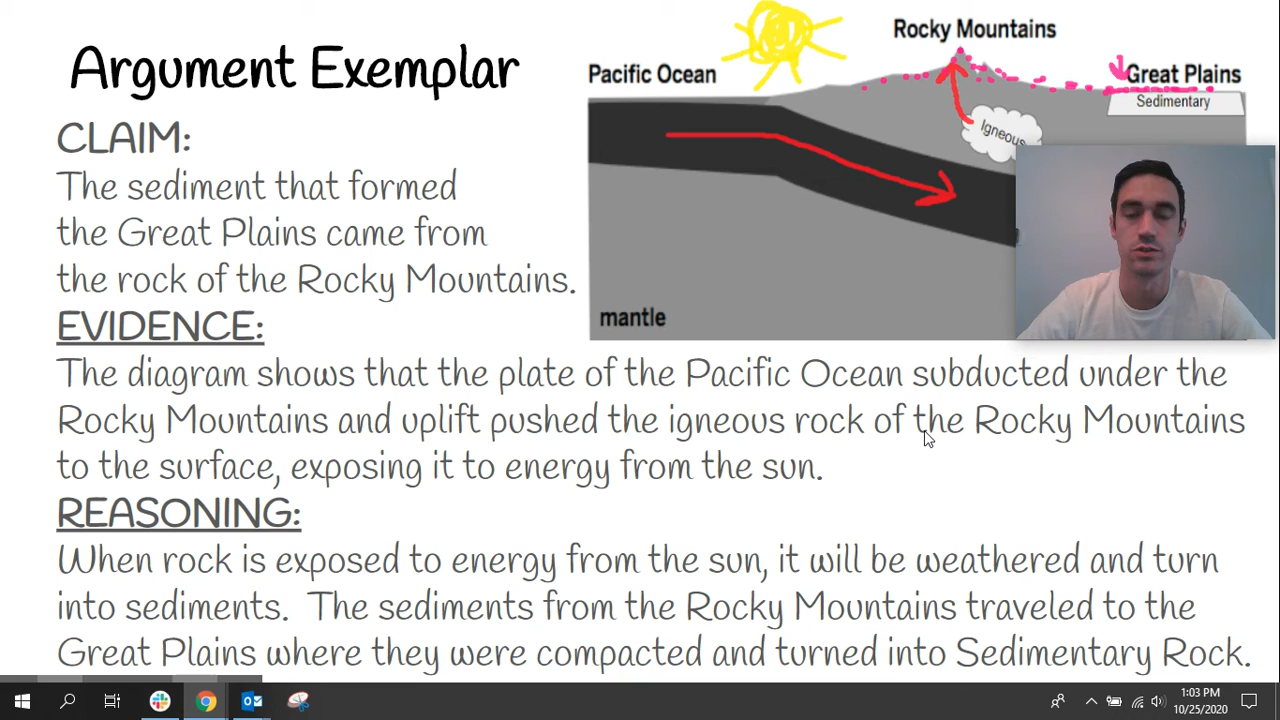 Argument Exemplar
Rocky Mountains
Pacific Ocean
Great Plains
Sedimentary
Igneous
mantle
CLAIM:
The sediment that formed
the Great Plains came from
the rock of the Rocky Mountains.
EVIDENCE:
The diagram shows that the plate of the Pacific Ocean subducted under the
Rocky Mountains and uplift pushed the igneous rock of the Rocky Mountains
to the surface, exposing it to energy from the sun.
REASONING:
When rock is exposed to energy from the sun, it will be weathered and turn
into sediments. The sediments from the Rocky Mountains traveled to the
Great Plains where they were compacted and turned into Sedimentary Rock.
1:03 PM
10/25/2020